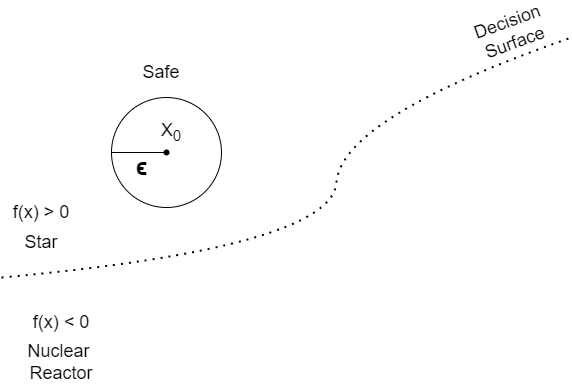 Decision
Surface
Safe
X₀
ϵ
f(x) > 0
Star
f(x) < 0
Nuclear
Reactor